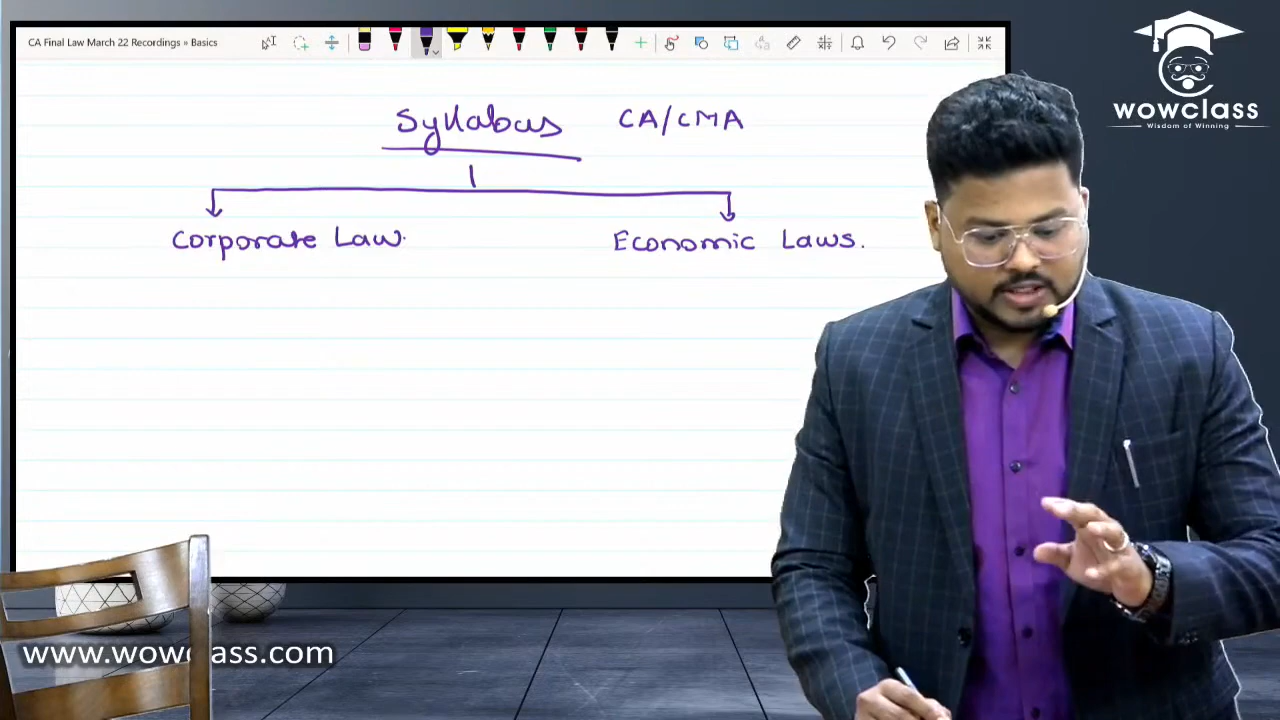 CA Final Law March 22 Recordings » Basics
Syllabus CA/CMA
Corporate Law.
Economic Laws.
wowclass
Wisdom of Winning
www.wowclass.com